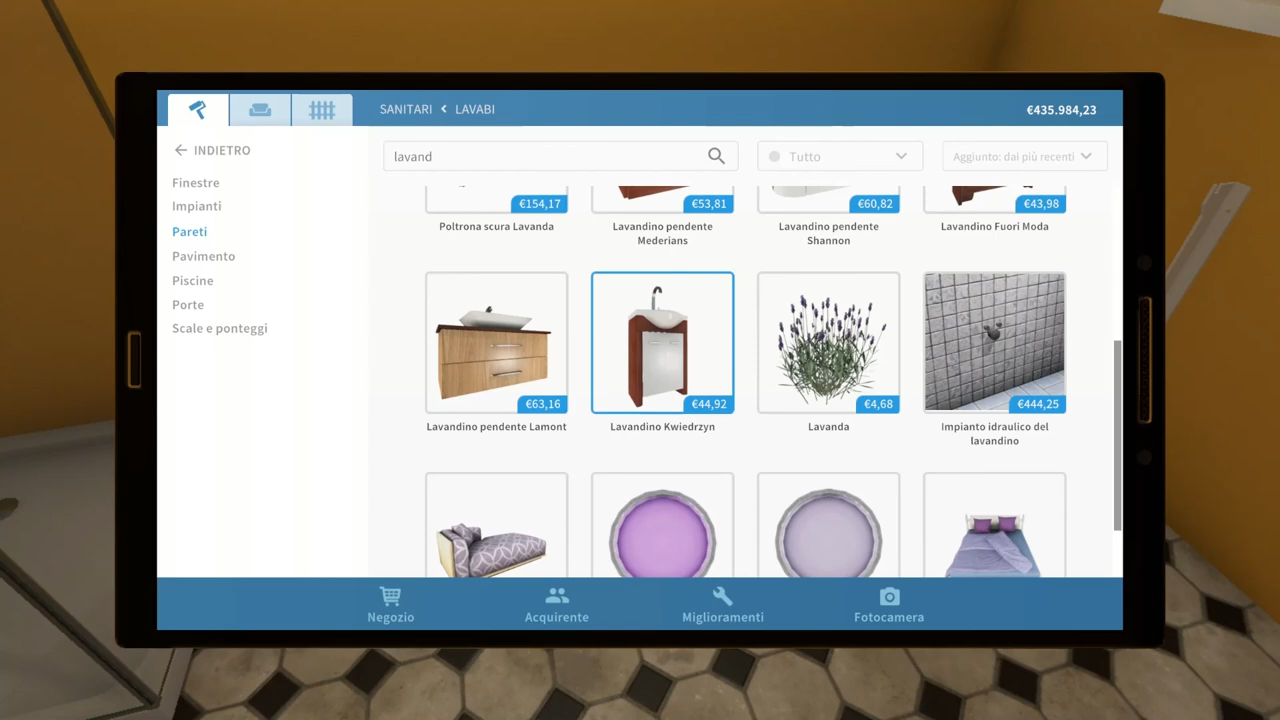 SANITARI < LAVABI
€435.984,23
INDIETRO
lavand
Tutto
Aggiunto: dai più recenti
Finestre
Impianti
Pareti
Pavimento
Piscine
Porte
Scale e ponteggi
€154,17
€53,81
€60,82
€43,98
Poltrona scura Lavanda
Lavandino pendente
Mederians
Lavandino pendente
Shannon
Lavandino Fuori Moda
€63,16
€44,92
€4,68
€444,25
Lavandino pendente Lamont
Lavandino Kwiedrzyn
Lavanda
Impianto idraulico del
lavandino
Negozio
Acquirente
Miglioramenti
Fotocamera